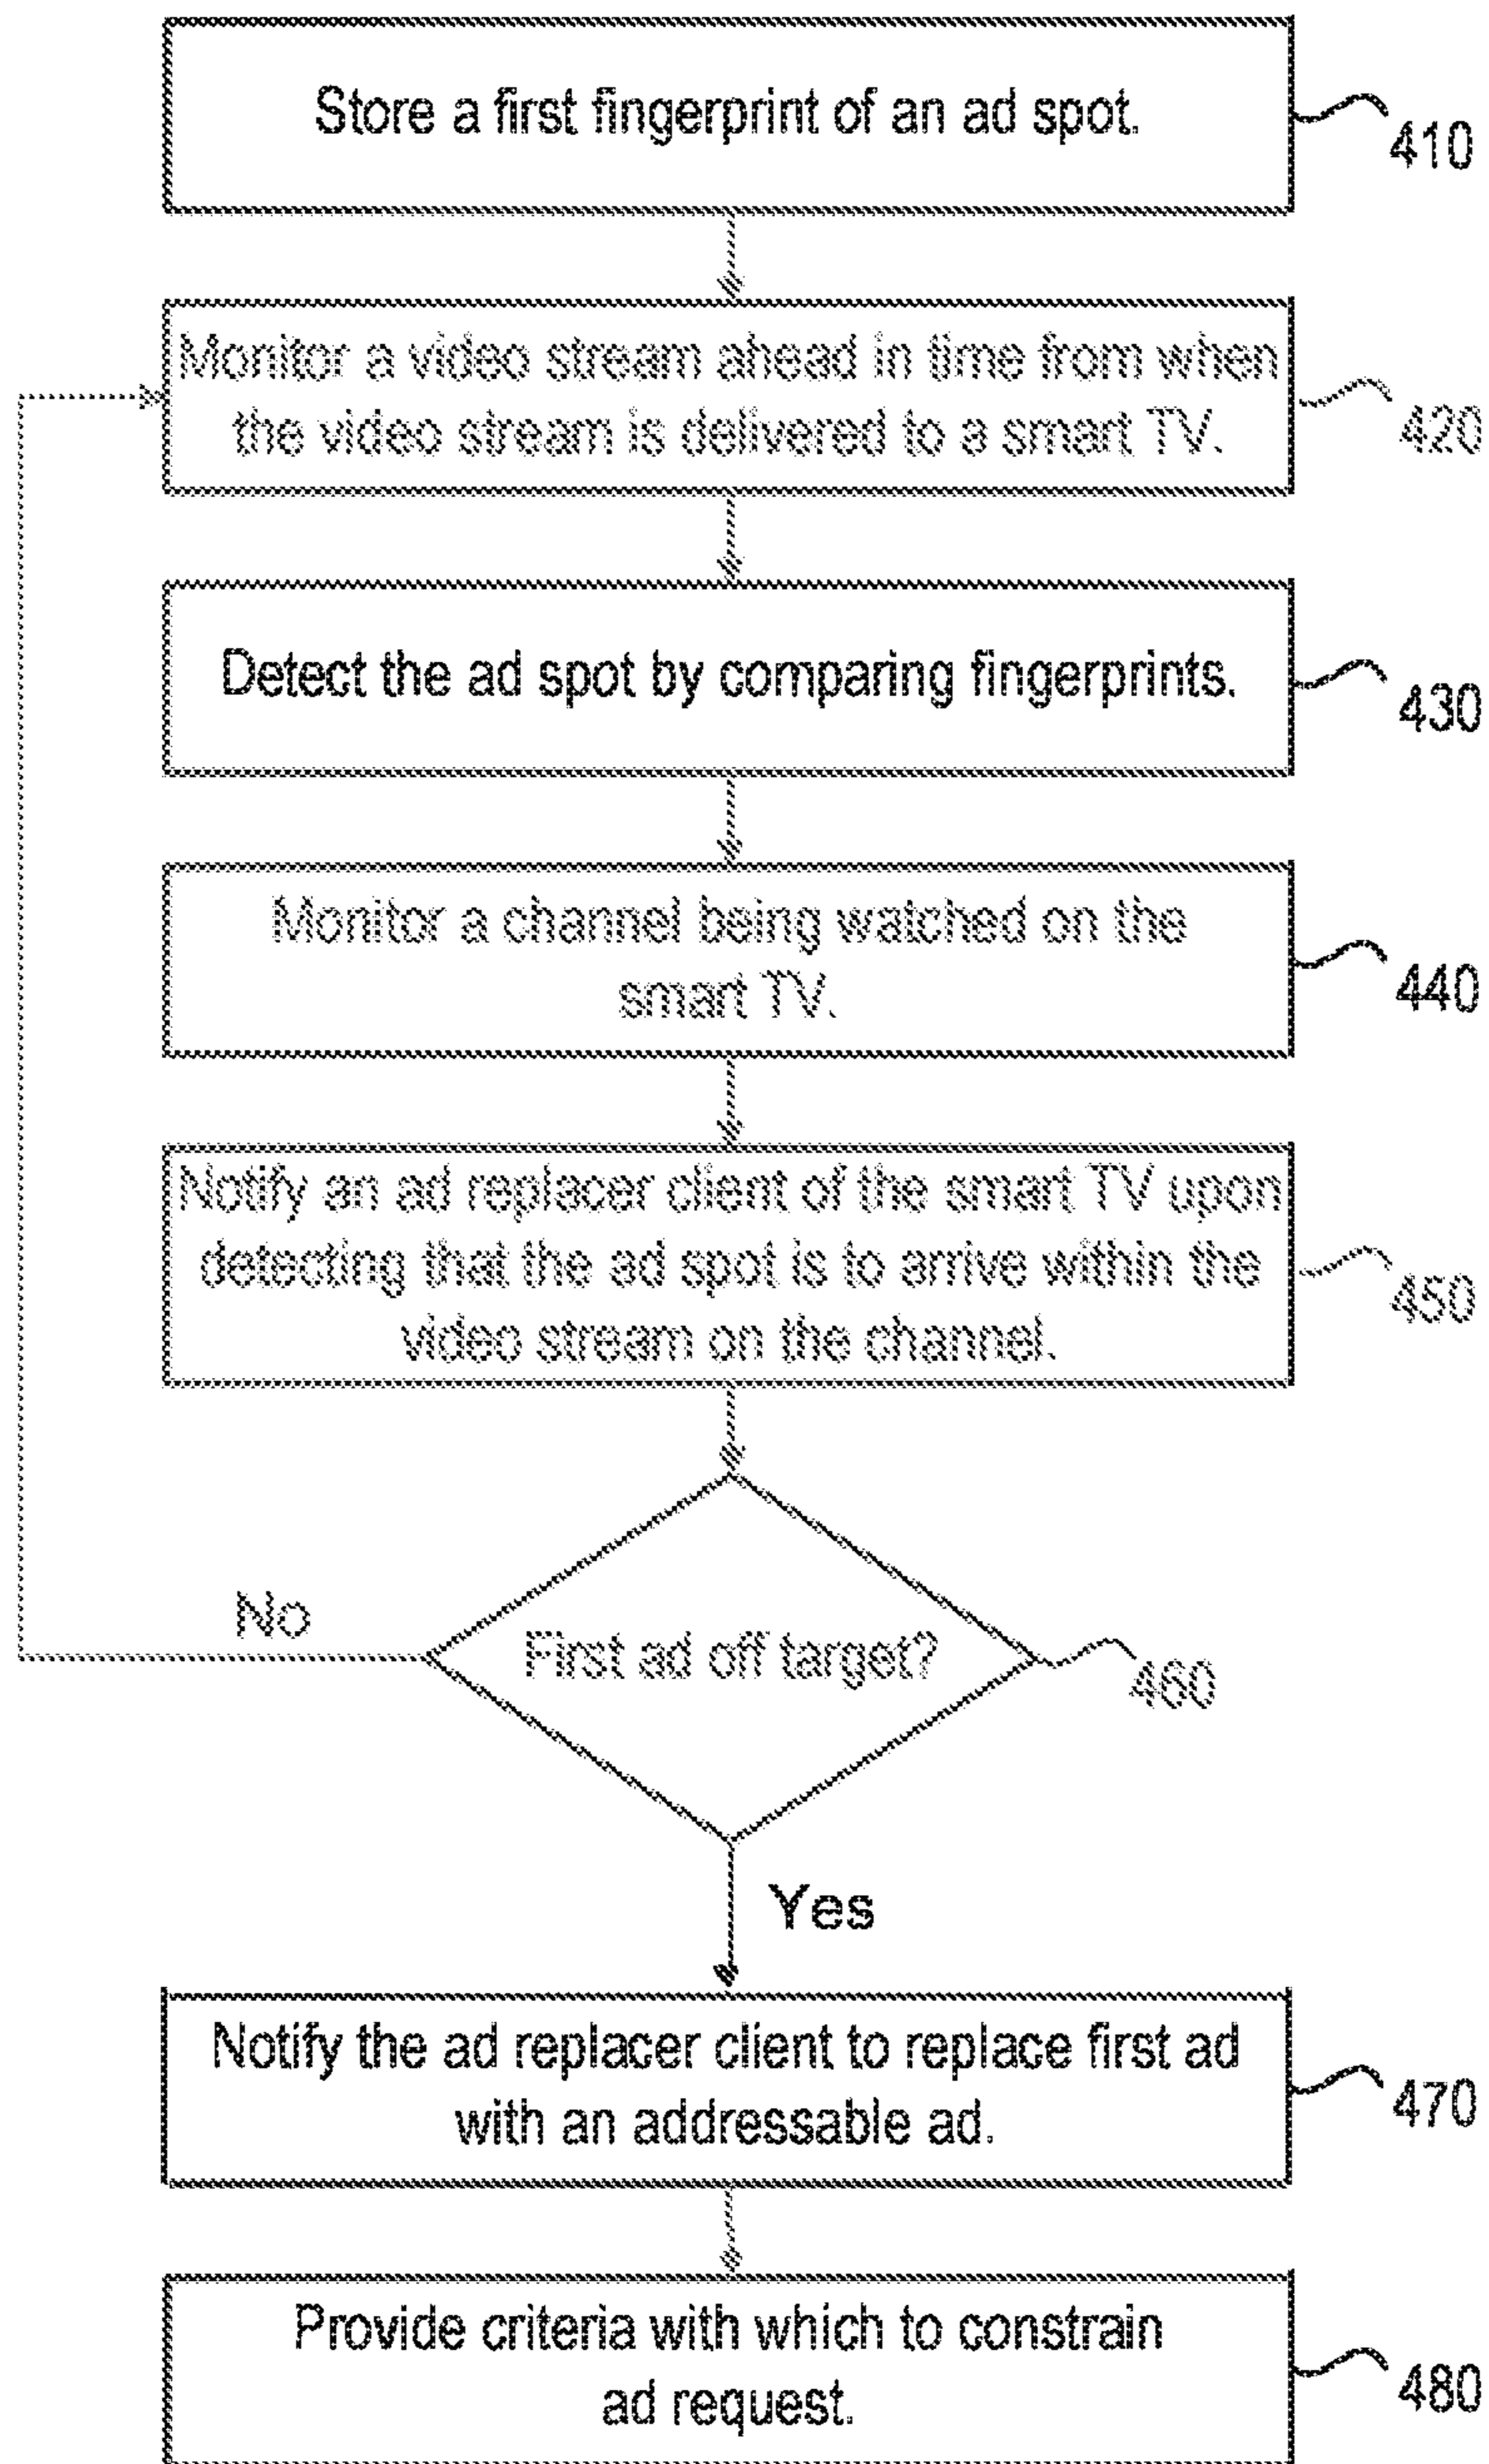 Store a first fingerprint of an ad spot.
410
Monitor a video stream ahead in time from when
the video stream is delivered to a smart TV.
420
Detect the ad spot by comparing fingerprints.
430
Monitor a channel being watched on the
smart TV.
440
Notify an ad replacer client of the smart TV upon
detecting that the ad spot is to arrive within the
video stream on the channel.
450
No
First ad off target?
460
Yes
Notify the ad replacer client to replace first ad
with an addressable ad.
470
Provide criteria with which to constrain
ad request.
480